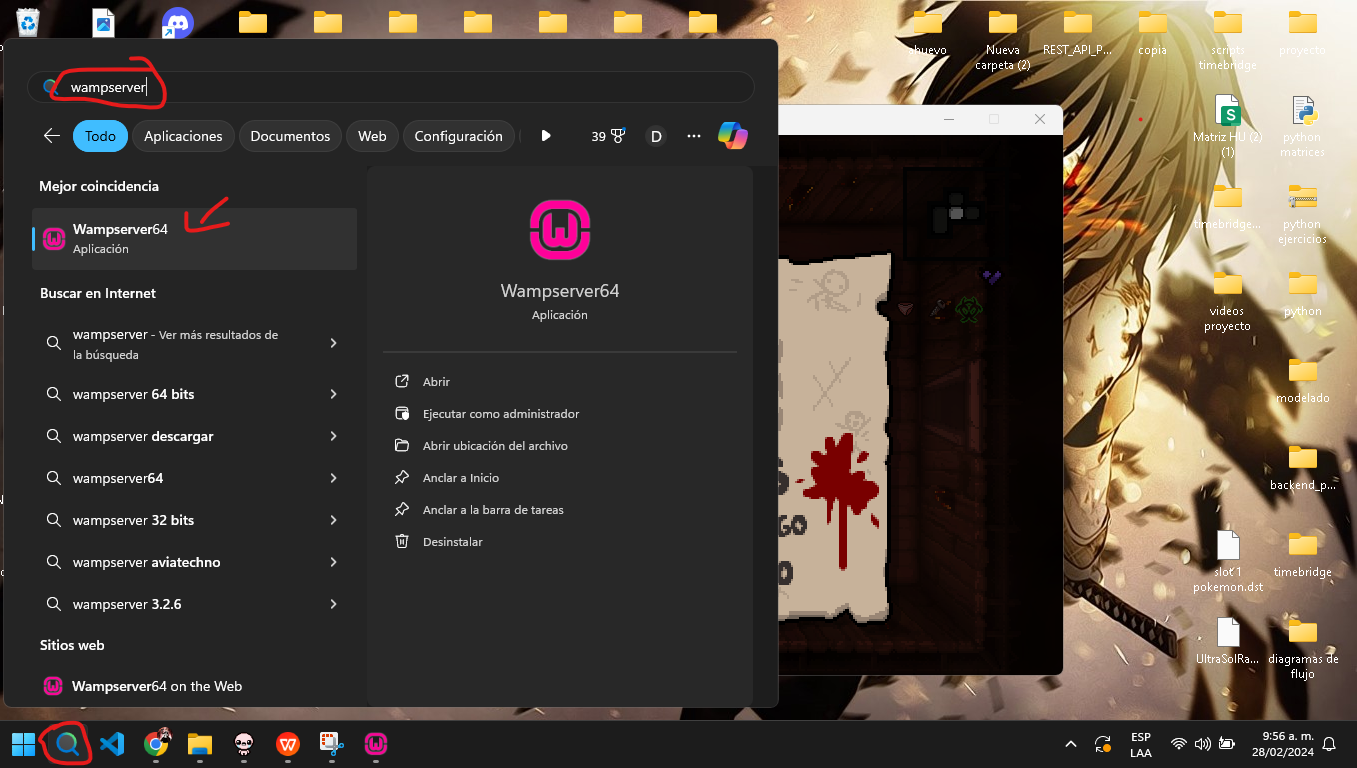 wampserver
Todo
Aplicaciones
Documentos
Web
Configuración
39
D
Mejor coincidencia
Wampserver64
Aplicación
Buscar en Internet
wampserver - Ver más resultados de
la búsqueda
wampserver 64 bits
wampserver descargar
wampserver64
wampserver 32 bits
wampserver aviatechno
wampserver 3.2.6
Sitios web
Wampserver64 on the Web
Wampserver64
Aplicación
Abrir
Ejecutar como administrador
Abrir ubicación del archivo
Anclar a Inicio
Anclar a la barra de tareas
Desinstalar
Nueva
carpeta (2)
REST_API_P...
copia
scripts
timebridge
proyecto
Matriz HU (2)
(1)
python
matrices
timebridge...
python
ejercicios
videos
proyecto
python
modelado
backend_p...
slot 1
pokemon.dst
timebridge
UltraSolRa...
diagramas de
flujo
ESP
LAA
9:56 a. m.
28/02/2024